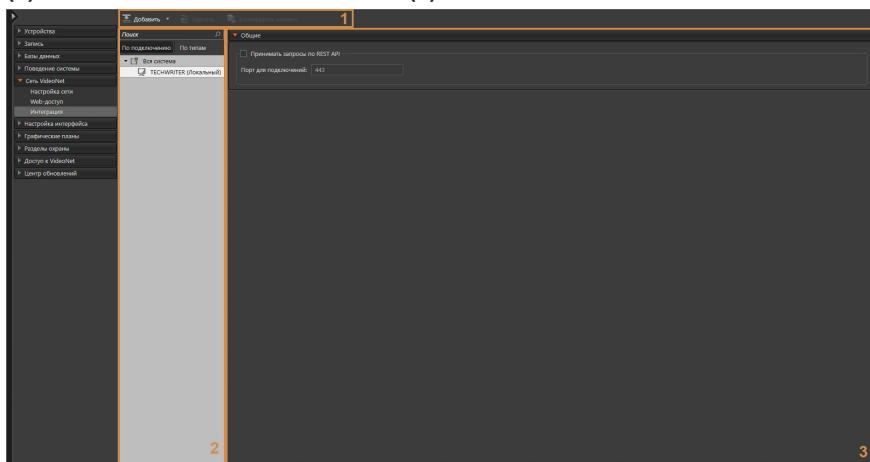 Добавить
1
Устройства
Запись
Базы данных
Поведение системы
Сеть VideoNet
Настройка сети
Web-доступ
Интеграция
Настройка интерфейса
Графические планы
Разделы охраны
Доступ к VideoNet
Центр обновлений
Поиск
По подключению По типам
Вся система
TECHWRITER (Локальный)
2
Общие
Принимать запросы по REST API
Порт для подключений: 443
3